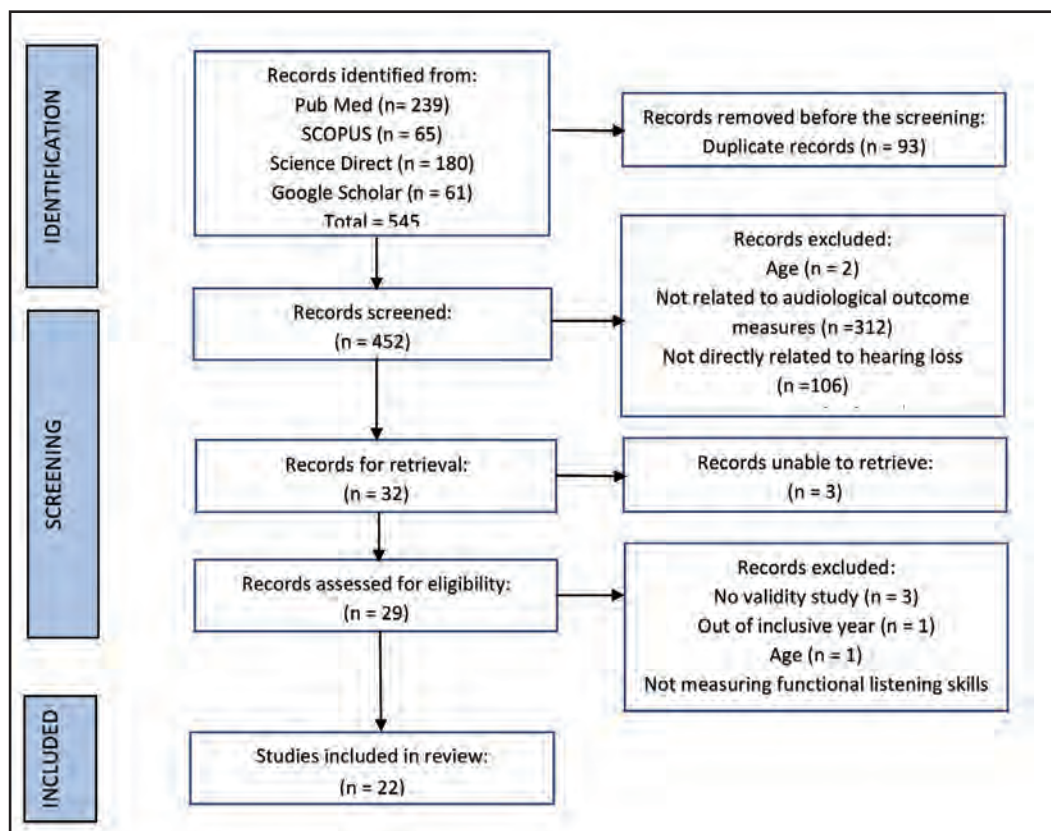 IDENTIFICATION
Records identified from:
Pub Med (n= 239)
SCOPUS (n = 65)
Science Direct (n = 180)
Google Scholar (n = 61)
Total = 545
Records removed before the screening:
Duplicate records (n = 93)
SCREENING
Records screened:
(n = 452)
Records excluded:
Age (n = 2)
Not related to audiological outcome
measures (n =312)
Not directly related to hearing loss
(n =106)
Records for retrieval:
(n = 32)
Records unable to retrieve:
(n = 3)
Records assessed for eligibility:
(n = 29)
Records excluded:
No validity study (n = 3)
Out of inclusive year (n = 1)
Age (n = 1)
Not measuring functional listening skills
INCLUDED
Studies included in review:
(n = 22)